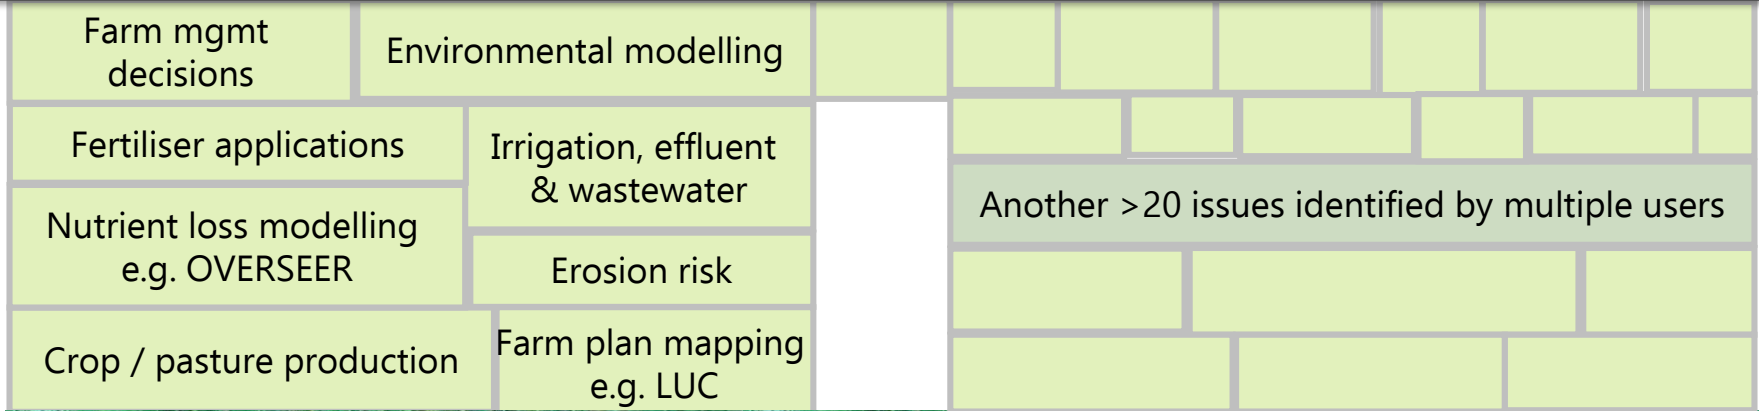 Farm mgmt
decisions
Environmental modelling
Fertiliser applications
Irrigation, effluent
& wastewater
Nutrient loss modelling
e.g. OVERSEER
Erosion risk
Crop / pasture production
Farm plan mapping
e.g. LUC
Another >20 issues identified by multiple users